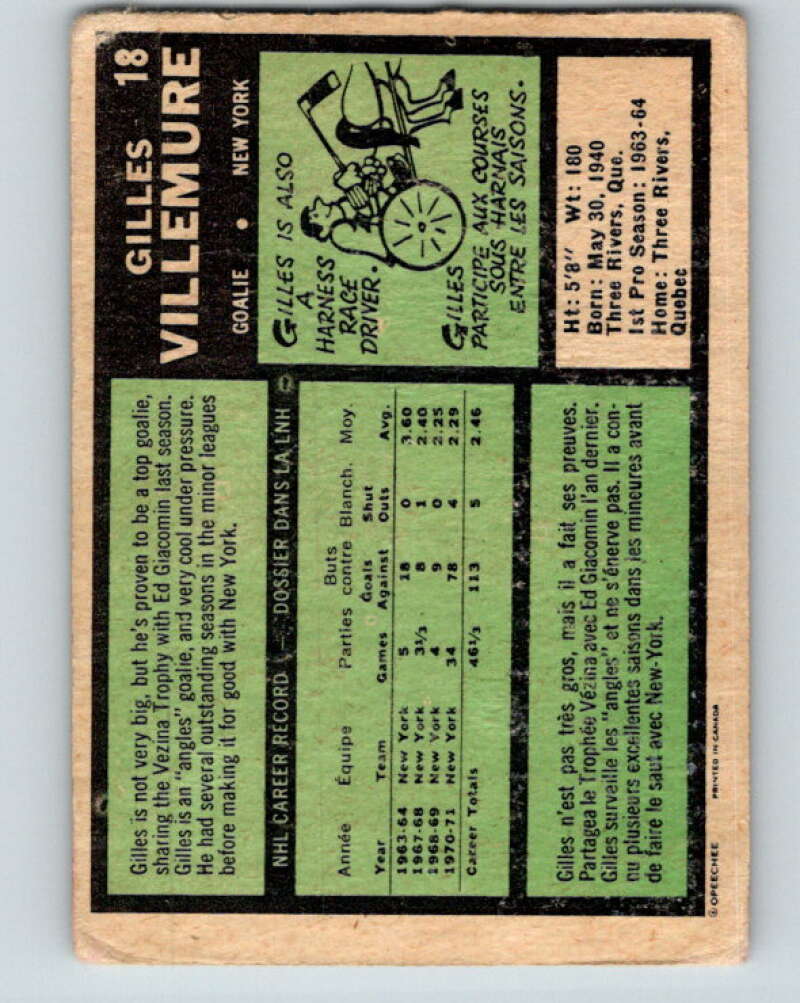 GILLES 18
VILLEMURE
GOALIE • NEW YORK
Gilles is not very big, but he's proven to be a top goalie,
sharing the Vezina Trophy with Ed Giacomin last season.
Gilles is an "angles" goalie, and very cool under pressure.
He had several outstanding seasons in the minor leagues
before making it for good with New York.
GILLES IS ALSO
A
HARNESS
RACE
DRIVER.
GILLES
PARTICIPE AUX COURSES
SOUS HARNAIS
ENTRE LES SAISONS.
NHL CAREER RECORD — DOSSIER DANS LA LNH
Année Équipe Parties Buts contre Blanch. Moy.
Year Team Games Goals Against Shut Outs Avg.
1963-64 New York 5 18 0 3.60
1967-68 New York 3⅓ 8 1 2.40
1968-69 New York 4 9 0 2.25
1970-71 New York 34 78 4 2.29
Career Totals 46⅓ 113 5 2.46
Ht: 5'8" Wt: 180
Born: May 30, 1940
Three Rivers, Que.
1st Pro Season: 1963-64
Home: Three Rivers,
Quebec
Gilles n'est pas très gros, mais il a fait ses preuves.
Partagea le Trophée Vézina avec Ed Giacomin l'an dernier.
Gilles surveille les "angles" et ne s'énerve pas. Il a con-
nu plusieurs excellentes saisons dans les mineures avant
de faire le saut avec New-York.
© OPEECHEE PRINTED IN CANADA